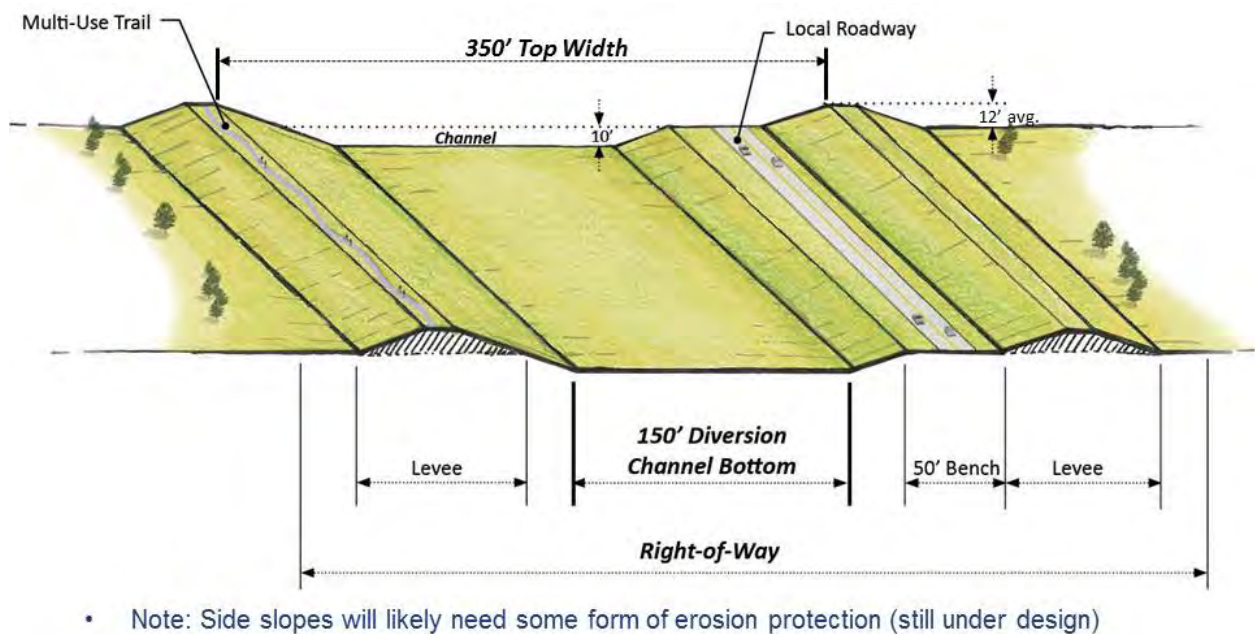 Multi-Use Trail
350' Top Width
Local Roadway
Channel
10'
12' avg.
150' Diversion
Channel Bottom
Levee
50' Bench
Levee
Right-of-Way
• Note: Side slopes will likely need some form of erosion protection (still under design)